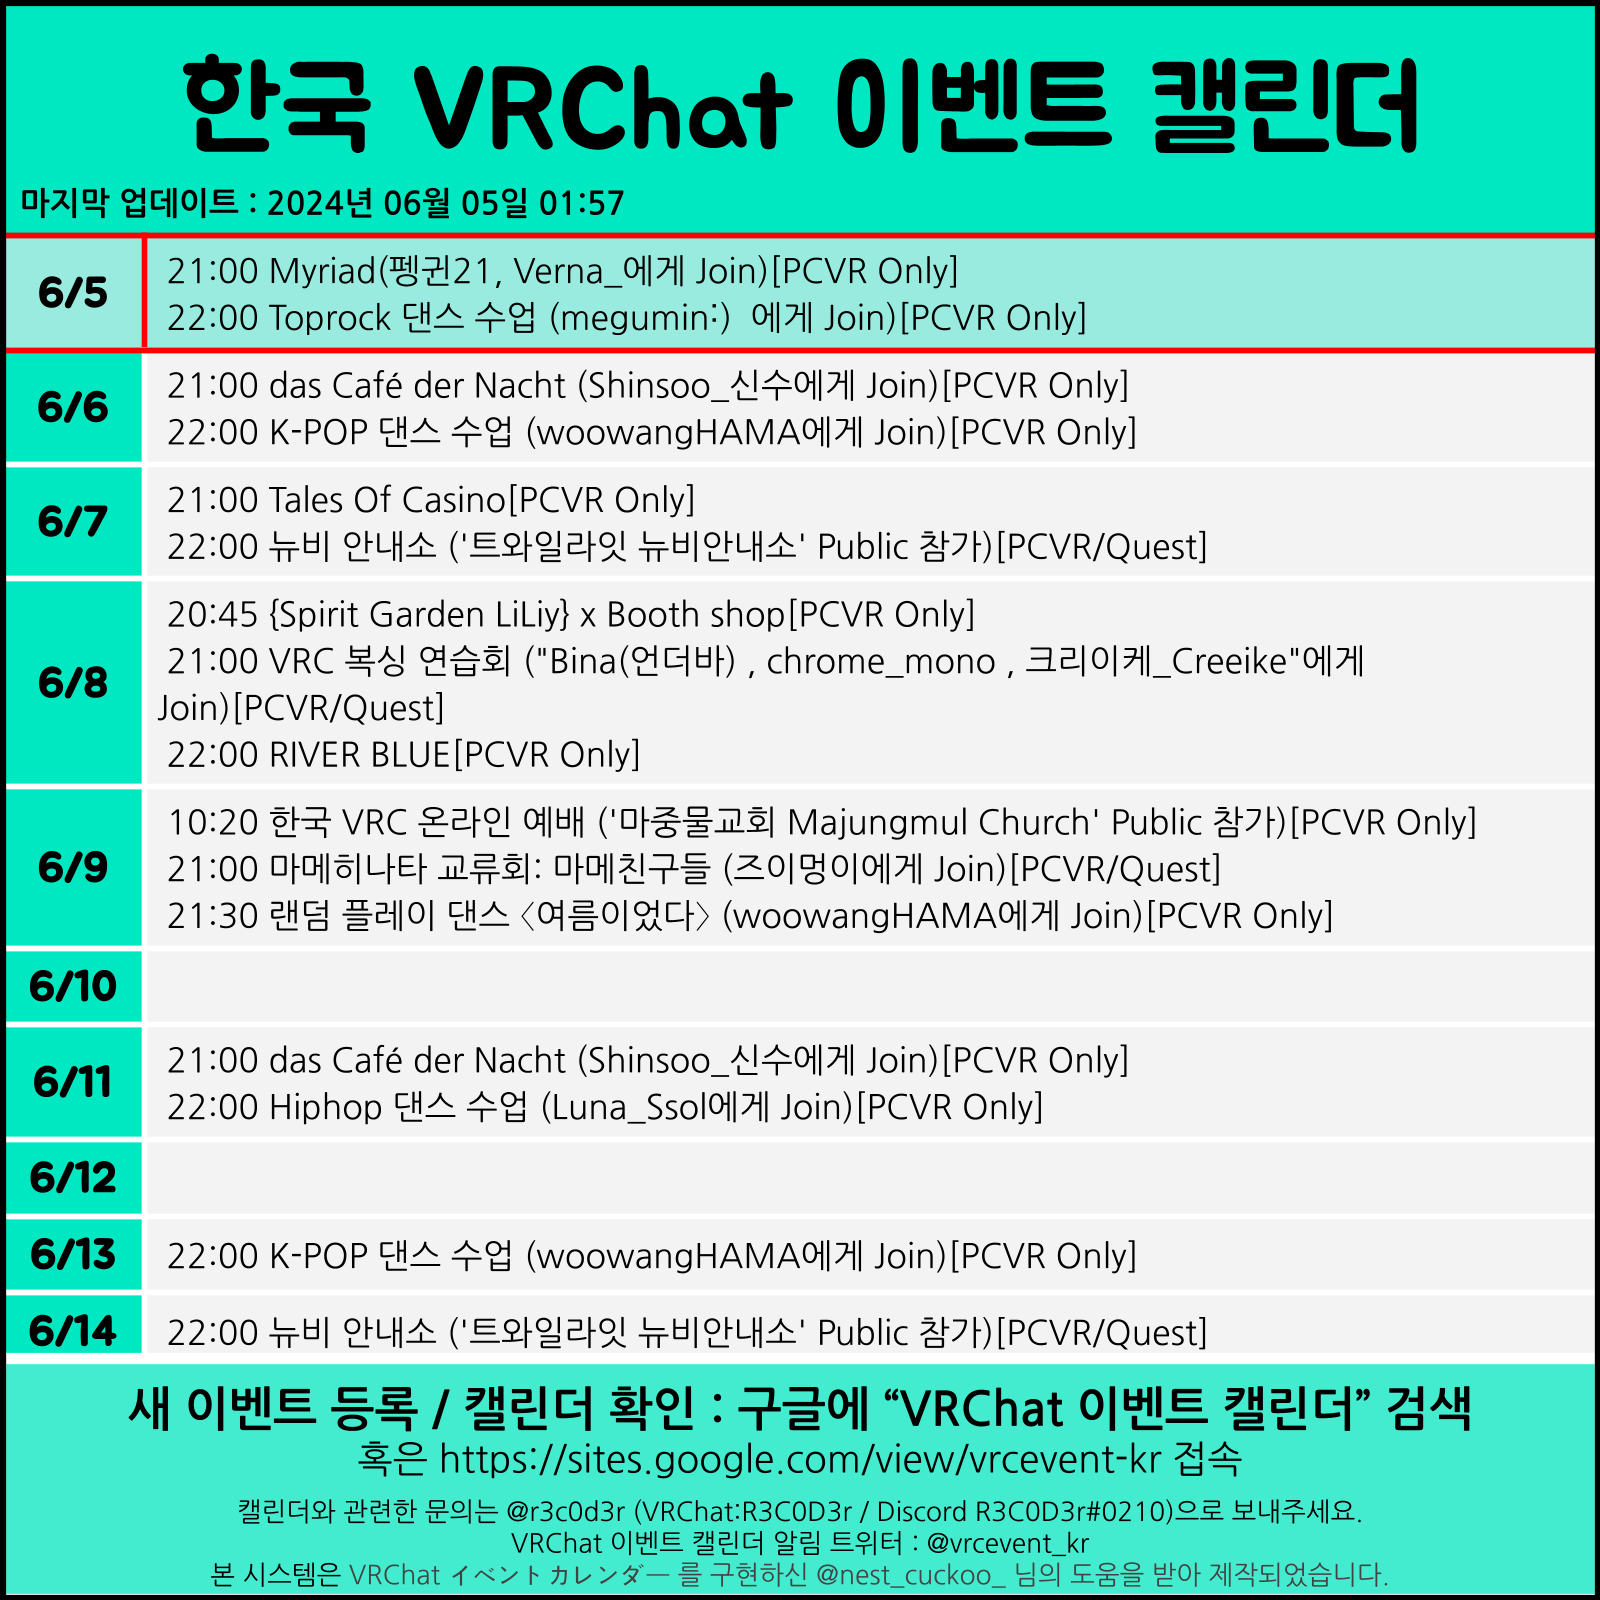 한국 VRChat 이벤트 캘린더
마지막 업데이트 : 2024년 06월 05일 01:57
6/5
21:00 Myriad(펭귄21, Verna_에게 Join)[PCVR Only]
22:00 Toprock 댄스 수업 (megumin:)  에게 Join)[PCVR Only]
6/6
21:00 das Café der Nacht (Shinsoo_신수에게 Join)[PCVR Only]
22:00 K-POP 댄스 수업 (woowangHAMA에게 Join)[PCVR Only]
6/7
21:00 Tales Of Casino[PCVR Only]
22:00 뉴비 안내소 ('트와일라잇 뉴비안내소' Public 참가)[PCVR/Quest]
6/8
20:45 {Spirit Garden LiLiy} x Booth shop[PCVR Only]
21:00 VRC 복싱 연습회 ("Bina(언더바) , chrome_mono , 크리이케_Creeike"에게
Join)[PCVR/Quest]
22:00 RIVER BLUE[PCVR Only]
6/9
10:20 한국 VRC 온라인 예배 ('마중물교회 Majungmul Church' Public 참가)[PCVR Only]
21:00 마메히나타 교류회: 마메친구들 (즈이멍이에게 Join)[PCVR/Quest]
21:30 랜덤 플레이 댄스 〈여름이었다〉 (woowangHAMA에게 Join)[PCVR Only]
6/10
6/11
21:00 das Café der Nacht (Shinsoo_신수에게 Join)[PCVR Only]
22:00 Hiphop 댄스 수업 (Luna_Ssol에게 Join)[PCVR Only]
6/12
6/13
22:00 K-POP 댄스 수업 (woowangHAMA에게 Join)[PCVR Only]
6/14
22:00 뉴비 안내소 ('트와일라잇 뉴비안내소' Public 참가)[PCVR/Quest]
새 이벤트 등록 / 캘린더 확인 : 구글에 “VRChat 이벤트 캘린더” 검색
혹은 https://sites.google.com/view/vrcevent-kr 접속
캘린더와 관련한 문의는 @r3c0d3r (VRChat:R3C0D3r / Discord R3C0D3r#0210)으로 보내주세요.
VRChat 이벤트 캘린더 알림 트위터 : @vrcevent_kr
본 시스템은 VRChat イベントカレンダー 를 구현하신 @nest_cuckoo_ 님의 도움을 받아 제작되었습니다.